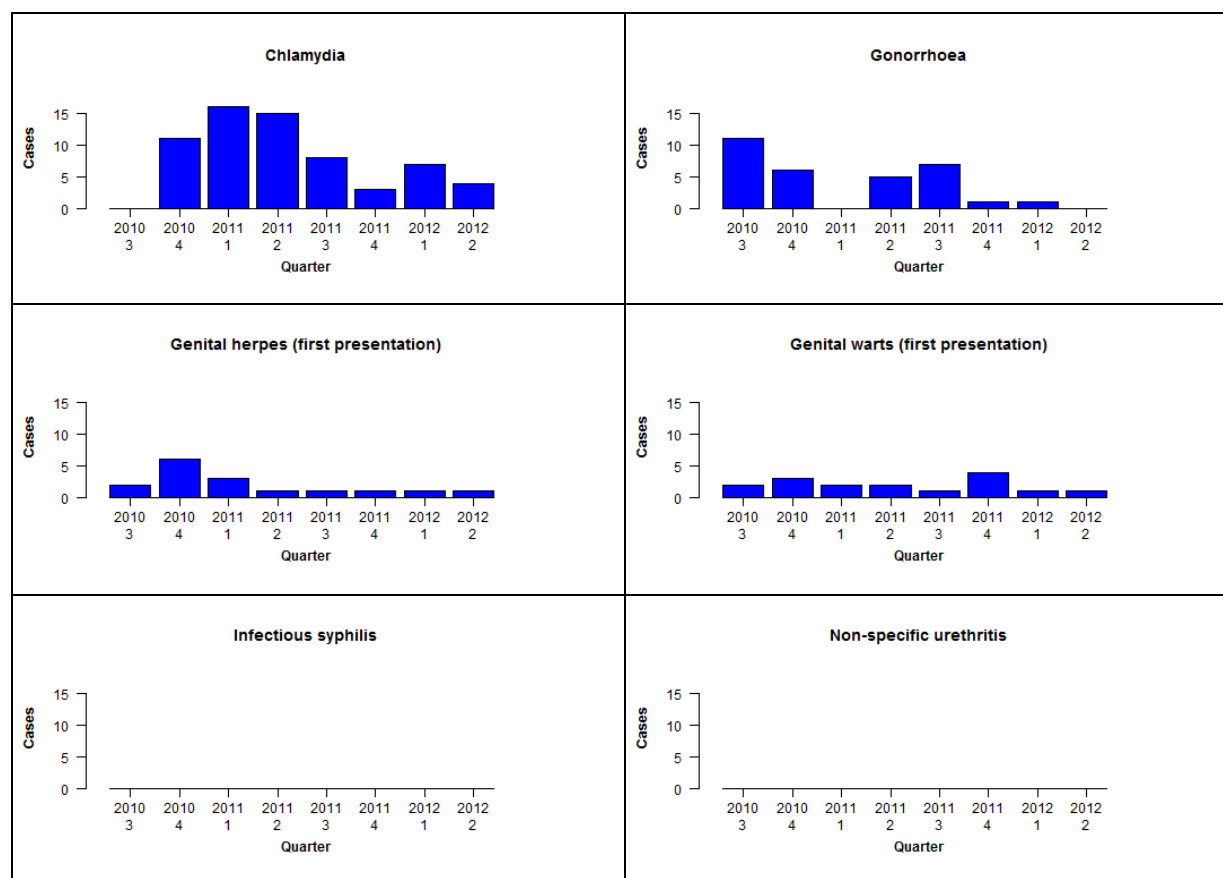 Chlamydia
Cases
15
10
5
0
2010 2010 2011 2011 2011 2011 2012 2012
3 4 1 2 3 4 1 2
Quarter
Gonorrhoea
Cases
15
10
5
0
2010 2010 2011 2011 2011 2011 2012 2012
3 4 1 2 3 4 1 2
Quarter
Genital herpes (first presentation)
Cases
15
10
5
0
2010 2010 2011 2011 2011 2011 2012 2012
3 4 1 2 3 4 1 2
Quarter
Genital warts (first presentation)
Cases
15
10
5
0
2010 2010 2011 2011 2011 2011 2012 2012
3 4 1 2 3 4 1 2
Quarter
Infectious syphilis
Cases
15
10
5
0
2010 2010 2011 2011 2011 2011 2012 2012
3 4 1 2 3 4 1 2
Quarter
Non-specific urethritis
Cases
15
10
5
0
2010 2010 2011 2011 2011 2011 2012 2012
3 4 1 2 3 4 1 2
Quarter